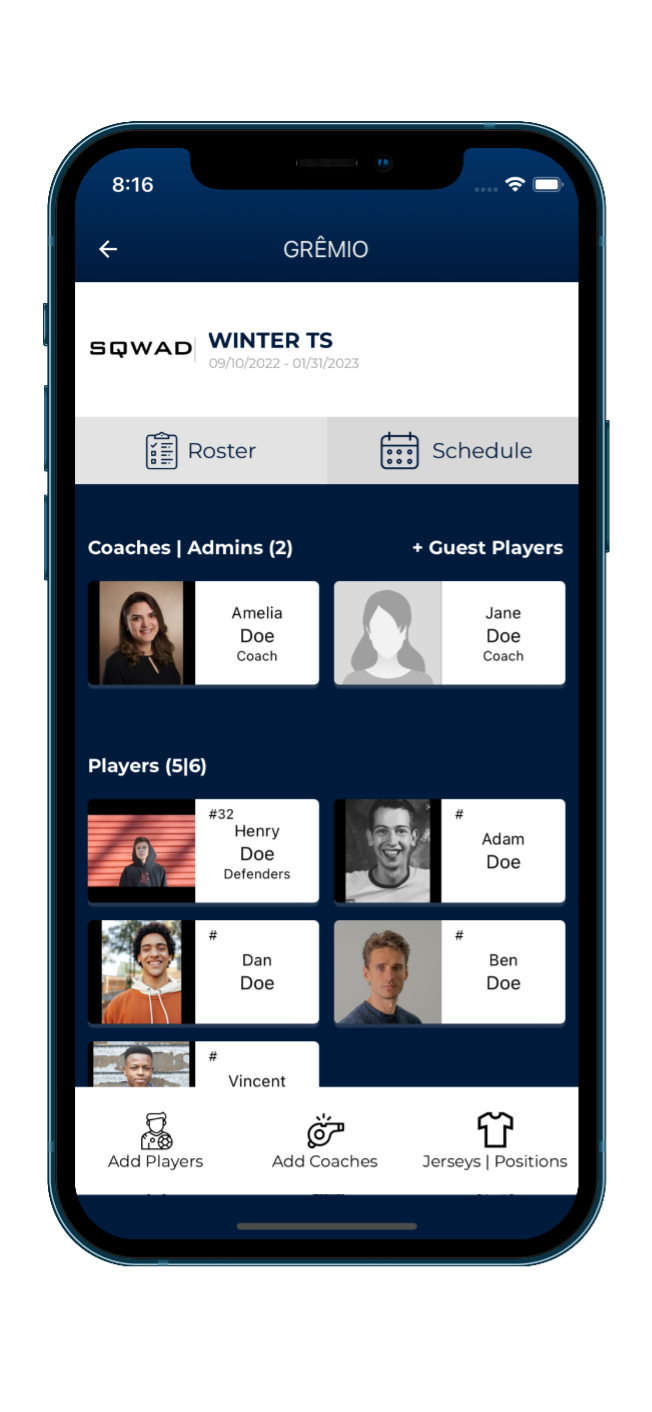 8:16
GRÊMIO
SQWAD
WINTER TS
09/10/2022 - 01/31/2023
Roster
Schedule
Coaches | Admins (2)
+ Guest Players
Amelia
Doe
Coach
Jane
Doe
Coach
Players (5|6)
#32
Henry
Doe
Defenders
#
Adam
Doe
#
Dan
Doe
#
Ben
Doe
#
Vincent
Add Players
Add Coaches
Jerseys | Positions